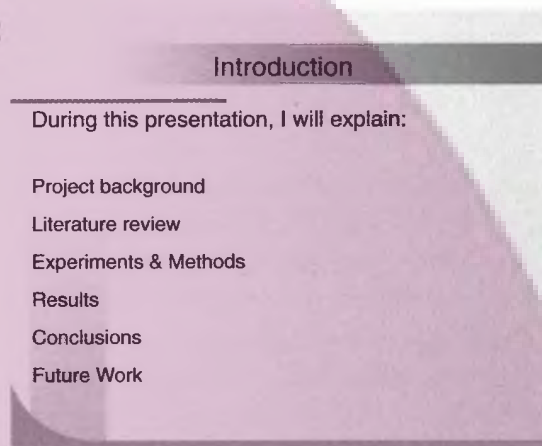 Introduction
During this presentation, I will explain:
Project background
Literature review
Experiments & Methods
Results
Conclusions
Future Work